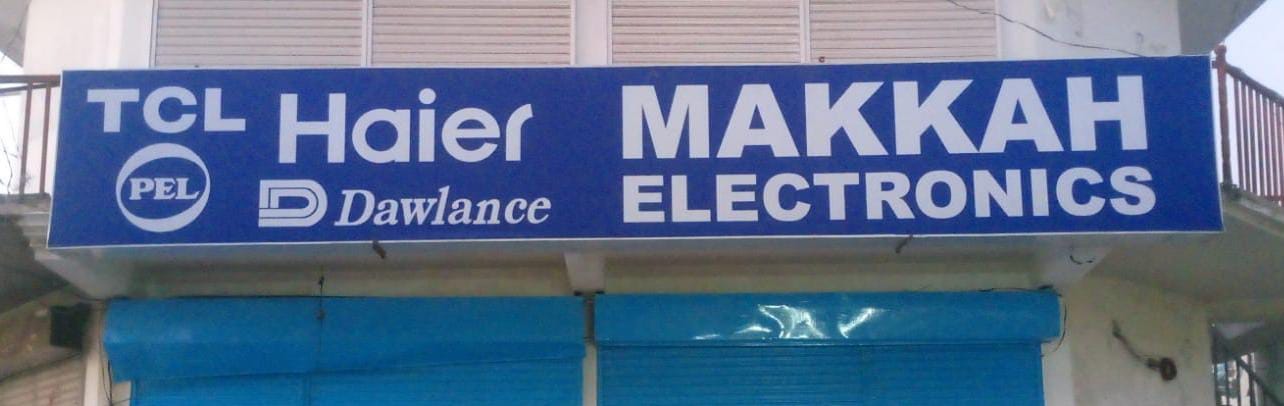 TCL
Haier
PEL
Dawlance
MAKKAH
ELECTRONICS